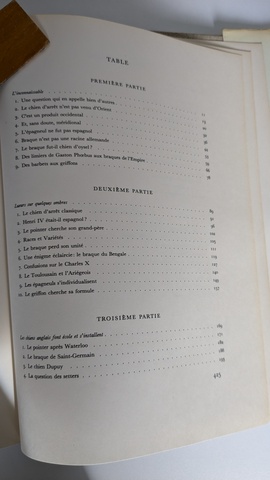 TABLE
PREMIÈRE PARTIE
L'inconnaissable
1. Une question qui en appelle bien d'autres
2. Le chien d'arrêt n'est pas venu d'Orient
3. C'est un produit occidental
4. Et, sans doute, méridional
5. L'épagneul ne fut pas espagnol
6. Braque n'est pas une racine allemande
7. Le braque fut-il chien d'oysel ?
8. Des limiers de Gaston Phœbus aux braques de l'Empire
9. Des barbets aux griffons
DEUXIÈME PARTIE
Lueurs sur quelques ombres
1. Le chien d'arrêt classique 89
2. Henri IV était-il espagnol ?
3. Le pointer cherche son grand-père
4. Races et Variétés
5. Le braque perd son unité
6. Une énigme éclaircie: le braque du Bengale
7. Confusions sur le Charles X
8. Le Toulousain et l'Ariégeois
9. Les épagneuls s'individualisent
10. Le griffon cherche sa formule
TROISIÈME PARTIE
Le sang anglais fait école et s'installent
1. Le pointer après Waterloo
2. Le braque de Saint-Germain
3. Le chien Dupuy
4. La question des setters